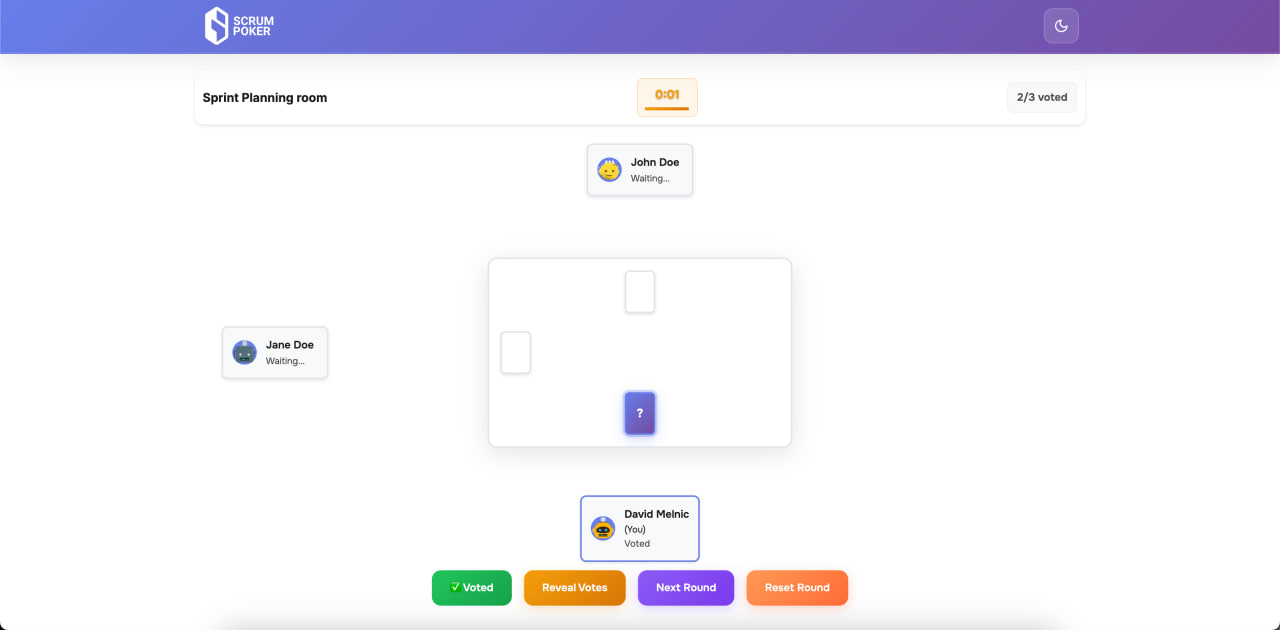 SCRUM
POKER
Sprint Planning room
0:01
2/3 voted
John Doe
Waiting...
Jane Doe
Waiting...
?
David Melnic
(You)
Voted
✅ Voted
Reveal Votes
Next Round
Reset Round